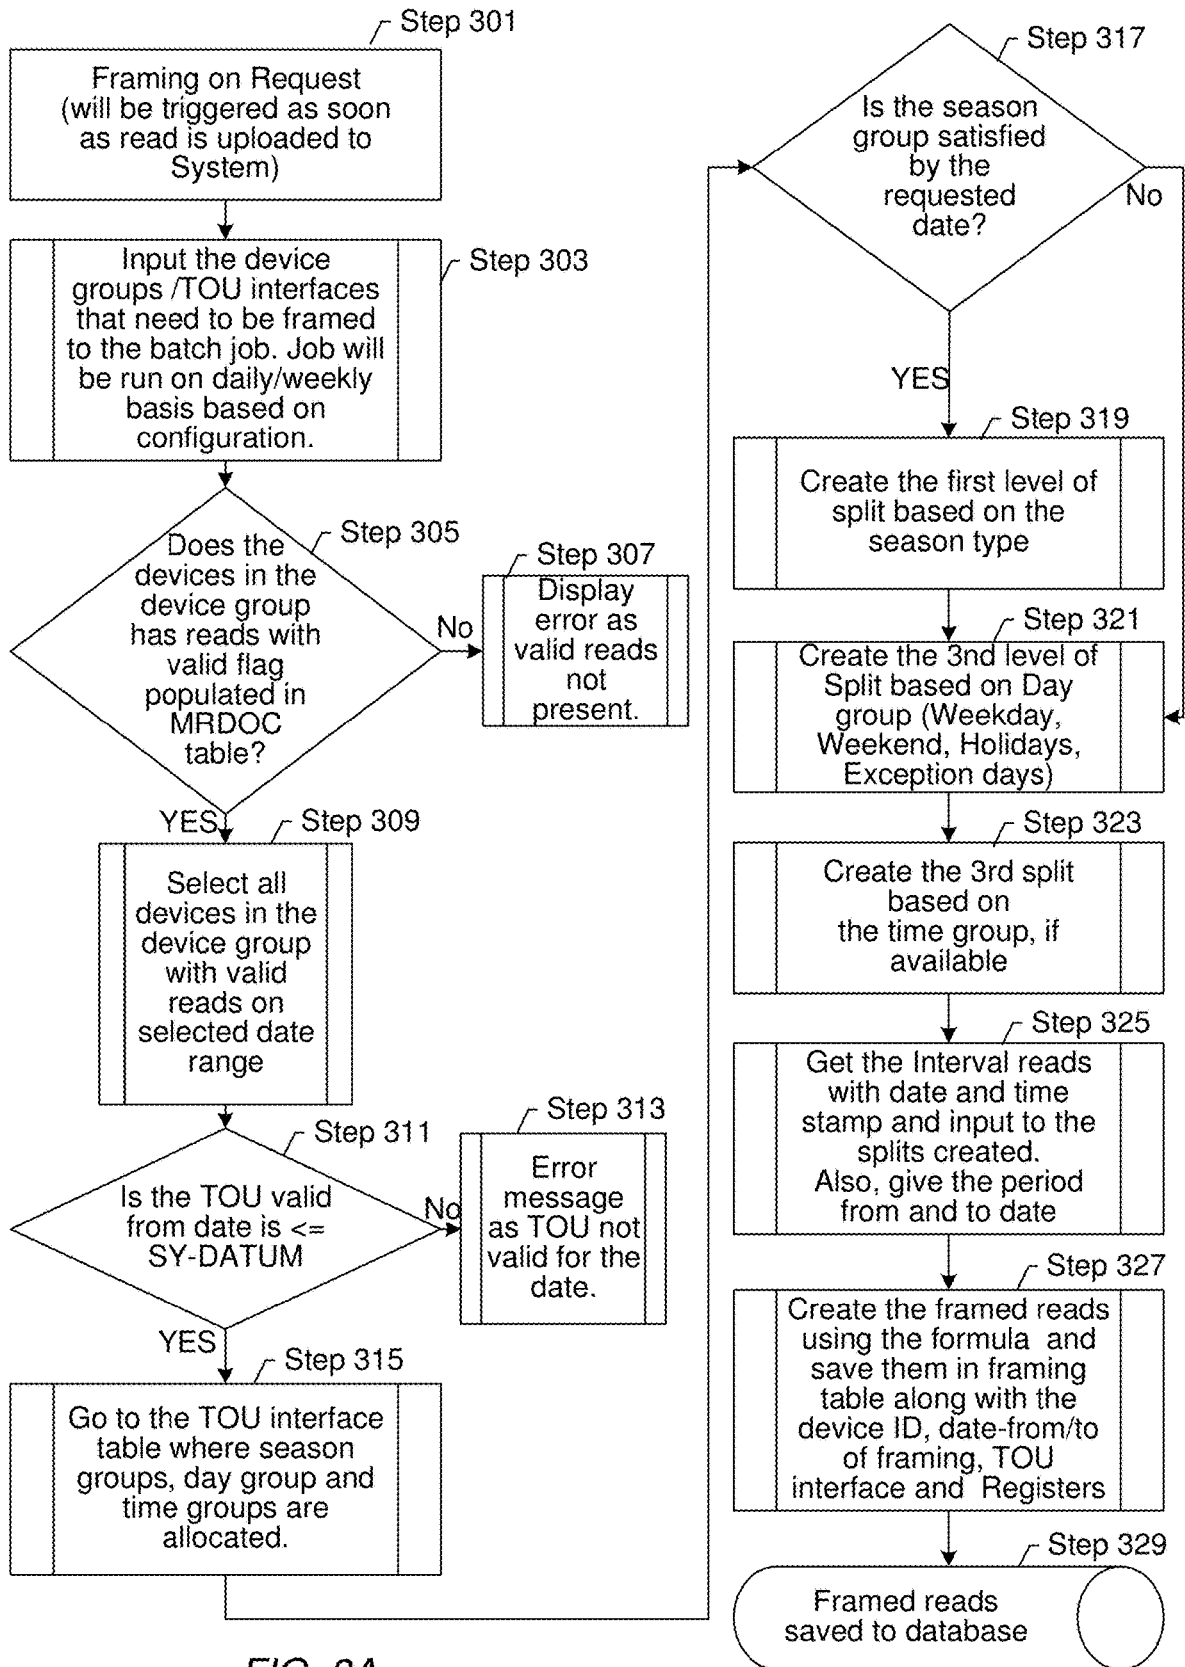 Step 301
Framing on Request
(will be triggered as soon
as read is uploaded to
System)
Step 303
Input the device
groups /TOU interfaces
that need to be framed
to the batch job. Job will
be run on daily/weekly
basis based on
configuration.
Step 305
Does the
devices in the
device group
has reads with
valid flag
populated in
MRDOC
table?
No
Step 307
Display
error as
valid reads
not
present.
YES
Step 309
Select all
devices in the
device group
with valid
reads on
selected date
range
Step 311
Is the TOU valid
from date is <=
SY-DATUM
No
Step 313
Error
message
as TOU not
valid for the
date.
YES
Step 315
Go to the TOU interface
table where season
groups, day group and
time groups are
allocated.
Step 317
Is the season
group satisfied
by the
requested
date?
No
YES
Step 319
Create the first level of
split based on the
season type
Step 321
Create the 3nd level of
Split based on Day
group (Weekday,
Weekend, Holidays,
Exception days)
Step 323
Create the 3rd split
based on
the time group, if
available
Step 325
Get the Interval reads
with date and time
stamp and input to the
splits created.
Also, give the period
from and to date
Step 327
Create the framed reads
using the formula and
save them in framing
table along with the
device ID, date-from/to
of framing, TOU
interface and Registers
Step 329
Framed reads
saved to database